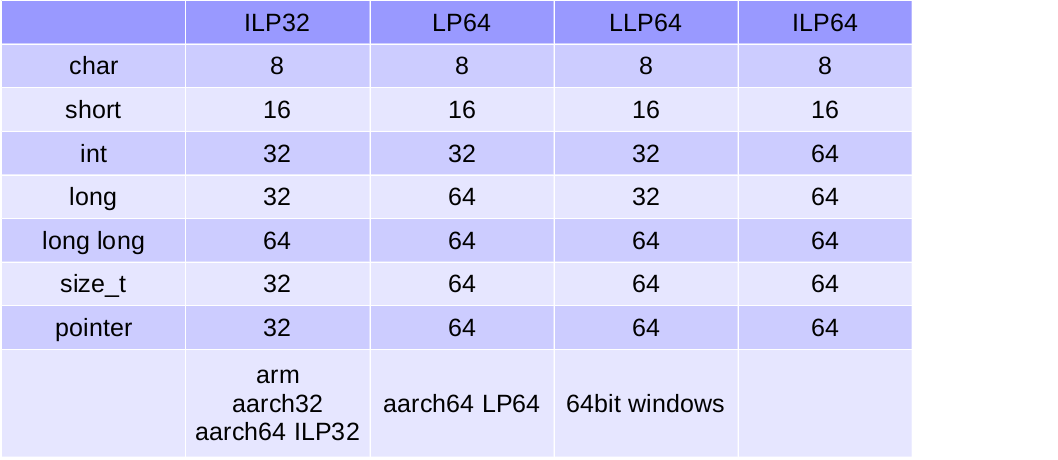 ILP32 LP64 LLP64 ILP64
char 8 8 8 8
short 16 16 16 16
int 32 32 32 64
long 32 64 32 64
long long 64 64 64 64
size_t 32 64 64 64
pointer 32 64 64 64
arm
aarch32
aarch64 ILP32
aarch64 LP64
64bit windows